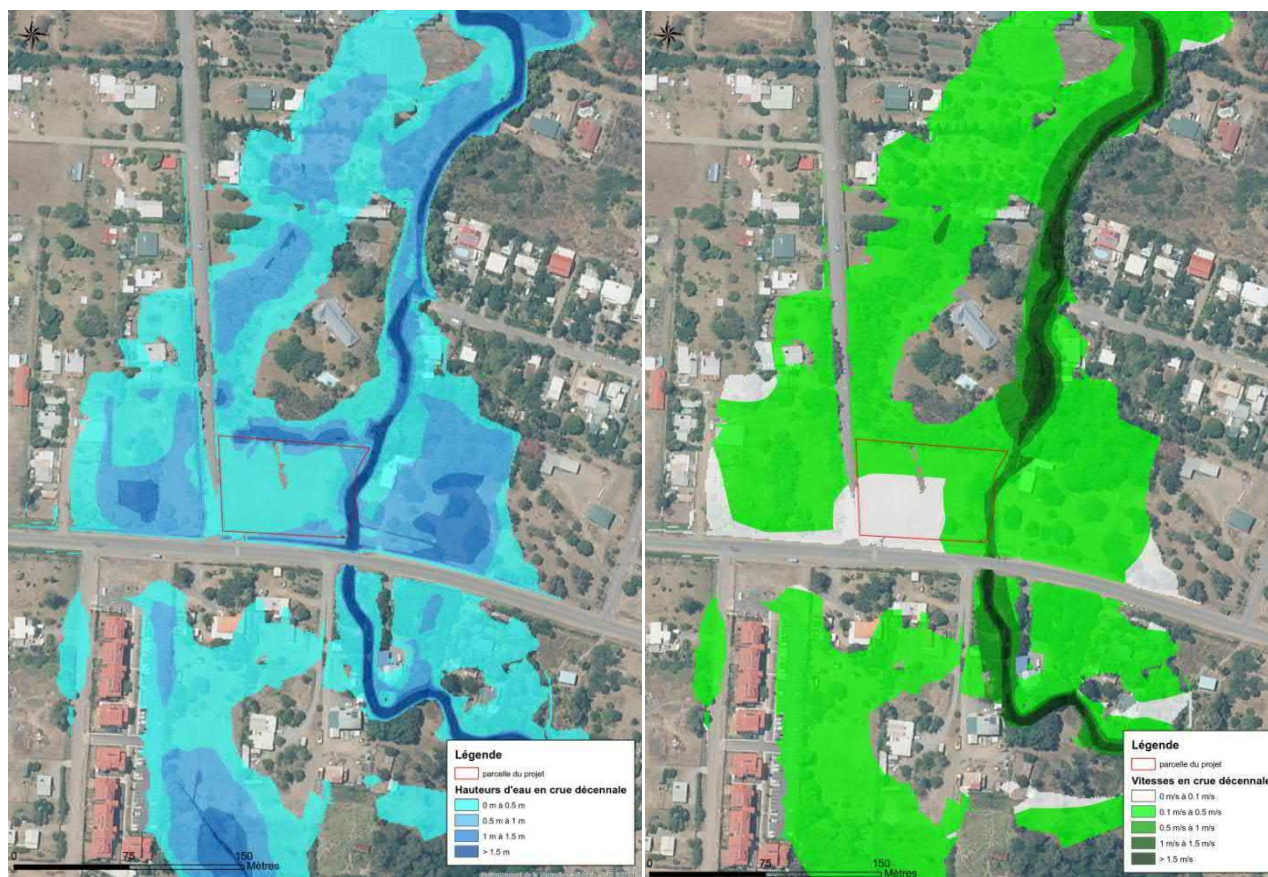 Légende
parcelle du projet
Hauteurs d'eau en crue décennale
0 m à 0.5 m
0.5 m à 1 m
1 m à 1.5 m
> 1.5 m
0
75
150
Mètres
Légende
parcelle du projet
Vitesses en crue décennale
0 m/s à 0.1 m/s
0.1 m/s à 0.5 m/s
0.5 m/s à 1 m/s
1 m/s à 1.5 m/s
> 1.5 m/s
0
75
150
Mètres